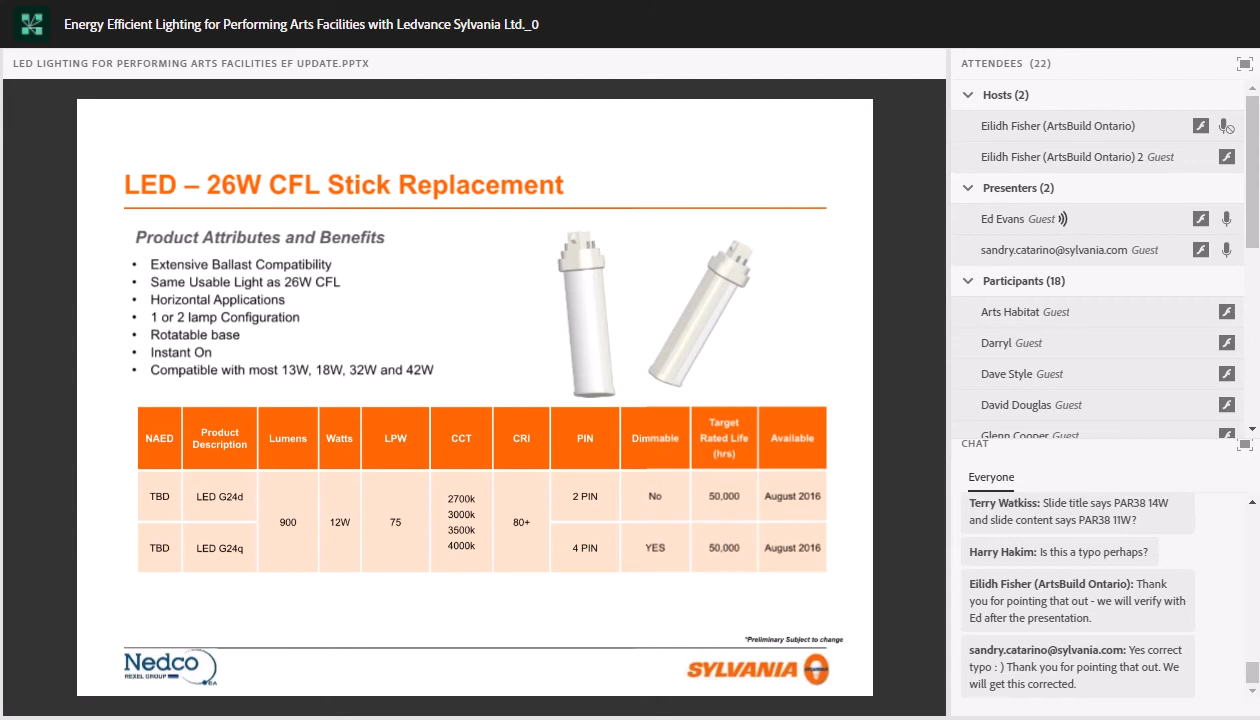 Energy Efficient Lighting for Performing Arts Facilities with Ledvance Sylvania Ltd._0
LED LIGHTING FOR PERFORMING ARTS FACILITIES EF UPDATE.PPTX
LED – 26W CFL Stick Replacement
Product Attributes and Benefits
• Extensive Ballast Compatibility
• Same Usable Light as 26W CFL
• Horizontal Applications
• 1 or 2 lamp Configuration
• Rotatable base
• Instant On
• Compatible with most 13W, 18W, 32W and 42W
NAED Product Description Lumens Watts LPW CCT CRI PIN Dimmable Target Rated Life (hrs) Available
TBD LED G24d 900 12W 75 2700k 3000k 3500k 4000k 80+ 2 PIN No 50,000 August 2016
TBD LED G24q 4 PIN YES 50,000 August 2016
*Preliminary Subject to change
Nedco
REXEL GROUP
SYLVANIA
ATTENDEES (22)
Hosts (2)
Eilidh Fisher (ArtsBuild Ontario)
Eilidh Fisher (ArtsBuild Ontario) 2 Guest
Presenters (2)
Ed Evans Guest
sandry.catarino@sylvania.com Guest
Participants (18)
Arts Habitat Guest
Darryl Guest
Dave Style Guest
David Douglas Guest
Glenn Cooper Guest
CHAT
Everyone
Terry Watkiss: Slide title says PAR38 14W
and slide content says PAR38 11W?
Harry Hakim: Is this a typo perhaps?
Eilidh Fisher (ArtsBuild Ontario): Thank
you for pointing that out - we will verify with
Ed after the presentation.
sandry.catarino@sylvania.com: Yes correct
typo : ) Thank you for pointing that out. We
will get this corrected.